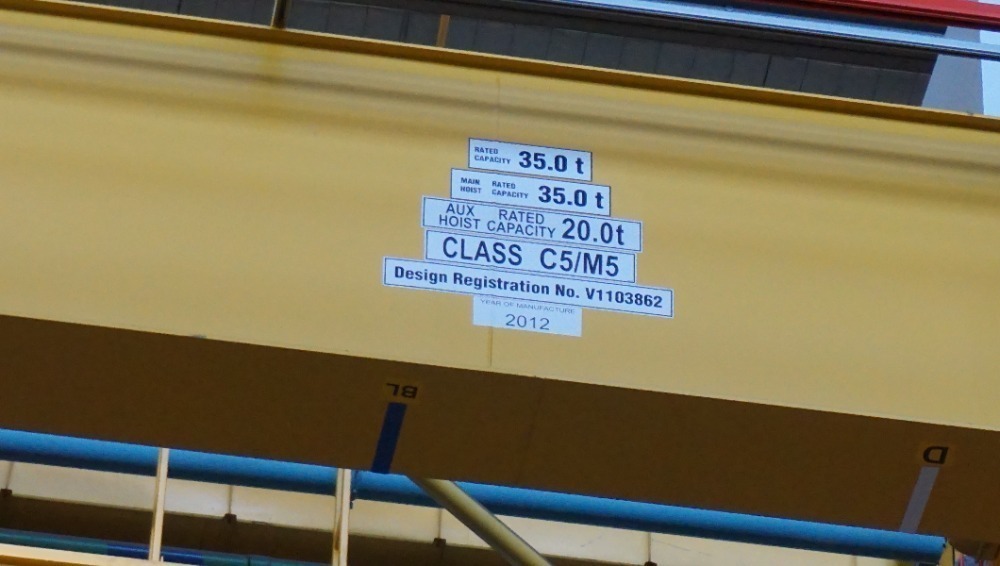 RATED CAPACITY 35.0 t
MAIN HOIST RATED CAPACITY 35.0 t
AUX HOIST RATED CAPACITY 20.0t
CLASS C5/M5
Design Registration No. V1103862
YEAR OF MANUFACTURE
2012
BL
D